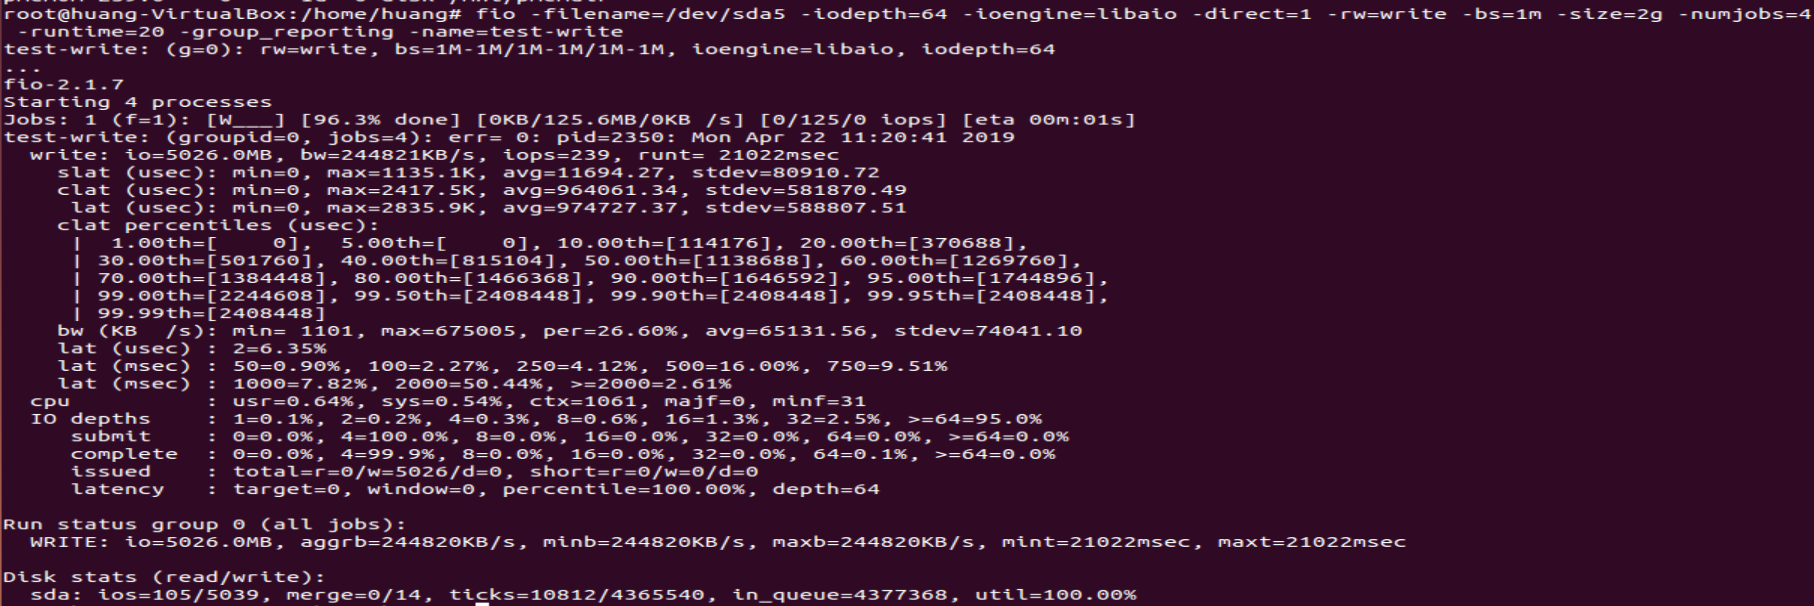 root@huang-VirtualBox:/home/huang# fio -filename=/dev/sda5 -iodepth=64 -ioengine=libaio -direct=1 -rw=write -bs=1m -size=2g -numjobs=4
 -runtime=20 -group_reporting -name=test-write
test-write: (g=0): rw=write, bs=1M-1M/1M-1M/1M-1M, ioengine=libaio, iodepth=64
...
fio-2.1.7
Starting 4 processes
Jobs: 1 (f=1): [W___] [96.3% done] [0KB/125.6MB/0KB /s] [0/125/0 iops] [eta 00m:01s]
test-write: (groupid=0, jobs=4): err= 0: pid=2350: Mon Apr 22 11:20:41 2019
  write: io=5026.0MB, bw=244821KB/s, iops=239, runt= 21022msec
    slat (usec): min=0, max=1135.1K, avg=11694.27, stdev=80910.72
    clat (usec): min=0, max=2417.5K, avg=964061.34, stdev=581870.49
     lat (usec): min=0, max=2835.9K, avg=974727.37, stdev=588807.51
    clat percentiles (usec):
     |  1.00th=[    0],  5.00th=[    0], 10.00th=[114176], 20.00th=[370688],
     | 30.00th=[501760], 40.00th=[815104], 50.00th=[1138688], 60.00th=[1269760],
     | 70.00th=[1384448], 80.00th=[1466368], 90.00th=[1646592], 95.00th=[1744896],
     | 99.00th=[2244608], 99.50th=[2408448], 99.90th=[2408448], 99.95th=[2408448],
     | 99.99th=[2408448]
    bw (KB  /s): min= 1101, max=675005, per=26.60%, avg=65131.56, stdev=74041.10
    lat (usec) : 2=6.35%
    lat (msec) : 50=0.90%, 100=2.27%, 250=4.12%, 500=16.00%, 750=9.51%
    lat (msec) : 1000=7.82%, 2000=50.44%, >=2000=2.61%
  cpu          : usr=0.64%, sys=0.54%, ctx=1061, majf=0, minf=31
  IO depths    : 1=0.1%, 2=0.2%, 4=0.3%, 8=0.6%, 16=1.3%, 32=2.5%, >=64=95.0%
     submit    : 0=0.0%, 4=100.0%, 8=0.0%, 16=0.0%, 32=0.0%, 64=0.0%, >=64=0.0%
     complete  : 0=0.0%, 4=99.9%, 8=0.0%, 16=0.0%, 32=0.0%, 64=0.1%, >=64=0.0%
     issued    : total=r=0/w=5026/d=0, short=r=0/w=0/d=0
     latency   : target=0, window=0, percentile=100.00%, depth=64

Run status group 0 (all jobs):
  WRITE: io=5026.0MB, aggrb=244820KB/s, minb=244820KB/s, maxb=244820KB/s, mint=21022msec, maxt=21022msec

Disk stats (read/write):
  sda: ios=105/5039, merge=0/14, ticks=10812/4365540, in_queue=4377368, util=100.00%